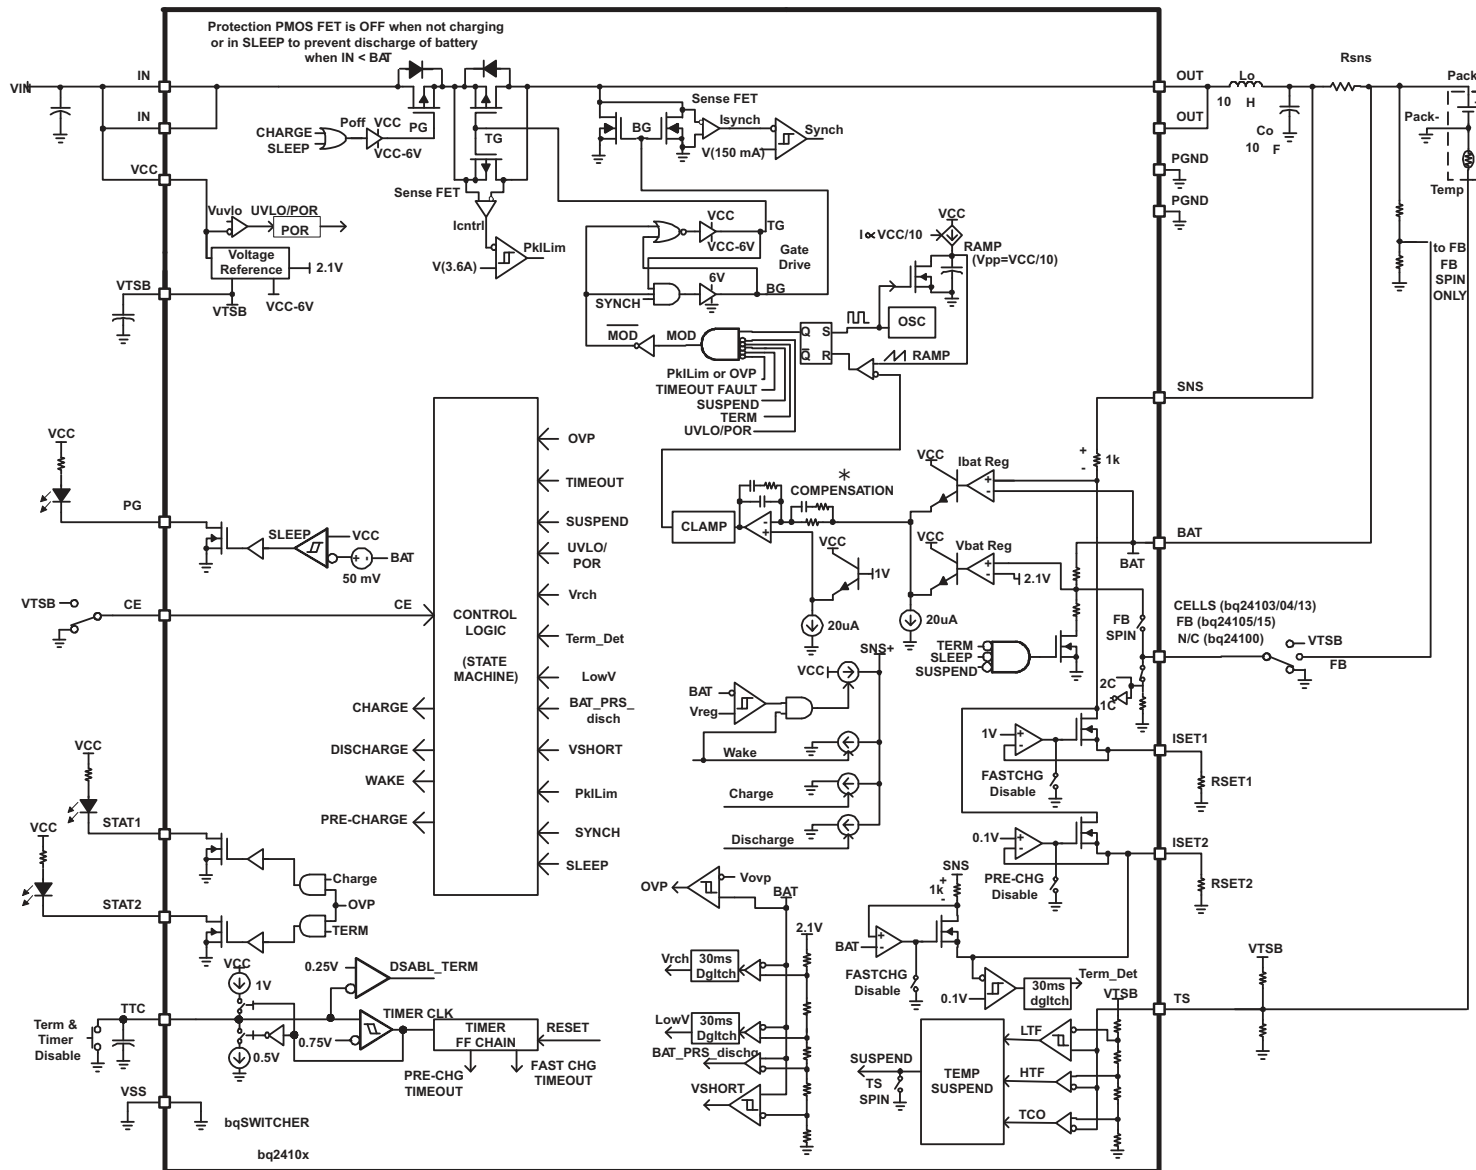 Protection PMOS FET is OFF when not charging
or in SLEEP to prevent discharge of battery
when IN < BAT
VIN
IN
IN
VCC
CHARGE
SLEEP
Poff
VCC
VCC-6V
PG
TG
Sense FET
Icntrl
V(3.6A)
PkILim
BG
Sense FET
Isynch
V(150 mA)
Synch
OUT
OUT
PGND
PGND
Lo
10 H
Co
10 F
Rsns
Pack+
Pack-
Temp
to FB
FB
SPIN
ONLY
Vuvlo
UVLO/POR
POR
Voltage
Reference
2.1V
VCC-6V
VTSB
VTSB
VCC
TG
VCC-6V
Gate
Drive
6V
BG
SYNCH
I∝VCC/10
VCC
RAMP
(Vpp=VCC/10)
OSC
MOD
MOD
Q S
Q R
RAMP
PkILim or OVP
TIMEOUT FAULT
SUSPEND
TERM
UVLO/POR
SNS
VCC
PG
SLEEP
VCC
BAT
50 mV
VTSB
CE
CE
CONTROL
LOGIC
(STATE
MACHINE)
OVP
TIMEOUT
SUSPEND
UVLO/
POR
Vrch
Term_Det
LowV
BAT_PRS_
disch
VSHORT
PkILim
SYNCH
SLEEP
CHARGE
DISCHARGE
WAKE
PRE-CHARGE
CLAMP
*
COMPENSATION
VCC
1V
20uA
VCC
Ibat Reg
VCC
Vbat Reg
2.1V
20uA
+
-
1k
BAT
BAT
TERM
SLEEP
SUSPEND
FB
SPIN
2C
1C
CELLS (bq24103/04/13)
FB (bq24105/15)
N/C (bq24100)
VTSB
FB
SNS+
VCC
BAT
Vreg
Wake
Charge
Discharge
1V
FASTCHG
Disable
ISET1
RSET1
0.1V
PRE-CHG
Disable
ISET2
RSET2
VCC
STAT1
VCC
STAT2
Charge
OVP
TERM
OVP
Vovp
BAT
2.1V
Vrch
30ms
Dgltch
LowV
30ms
Dgltch
BAT_PRS_dischg
VSHORT
SNS
1k
+
-
BAT
FASTCHG
Disable
0.1V
30ms
dgltch
Term_Det
VTSB
LTF
HTF
TCO
TEMP
SUSPEND
SUSPEND
TS
SPIN
VTSB
TS
VCC
1V
0.5V
TTC
Term &
Timer
Disable
0.25V
DSABL_TERM
0.75V
TIMER CLK
TIMER
FF CHAIN
RESET
PRE-CHG
TIMEOUT
FAST CHG
TIMEOUT
VSS
bqSWITCHER
bq2410x